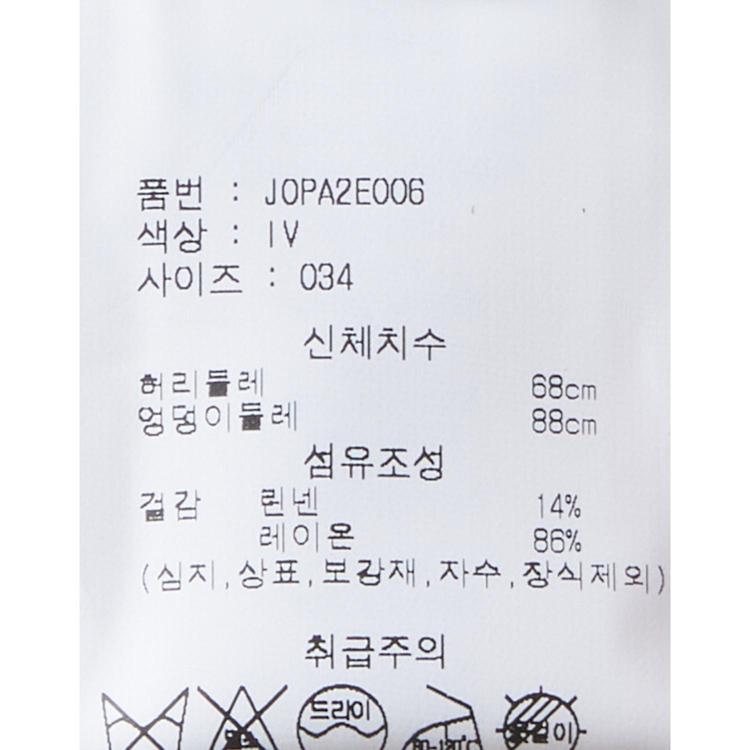 품번 : JOPA2E006
색상 : IV
사이즈 : 034
신체치수
허리둘레 68cm
엉덩이둘레 88cm
섬유조성
겉감 린넨 14%
레이온 86%
(심지,상표,보강재,자수,장식제외)
취급주의
드라이
옷걸이